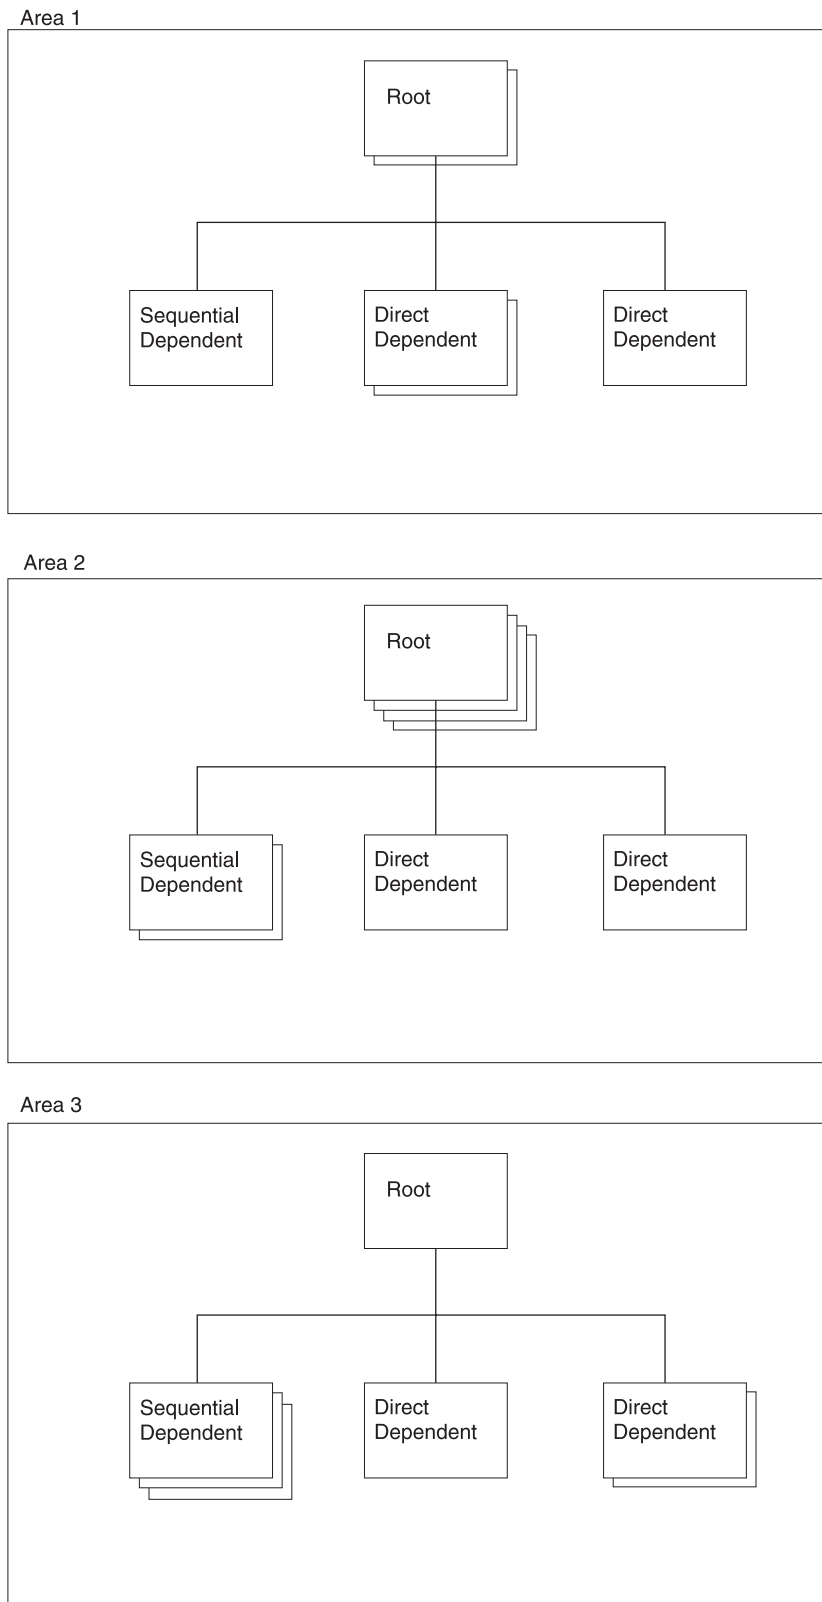 Area 1
Root
Sequential
Dependent
Direct
Dependent
Direct
Dependent
Area 2
Root
Sequential
Dependent
Direct
Dependent
Direct
Dependent
Area 3
Root
Sequential
Dependent
Direct
Dependent
Direct
Dependent